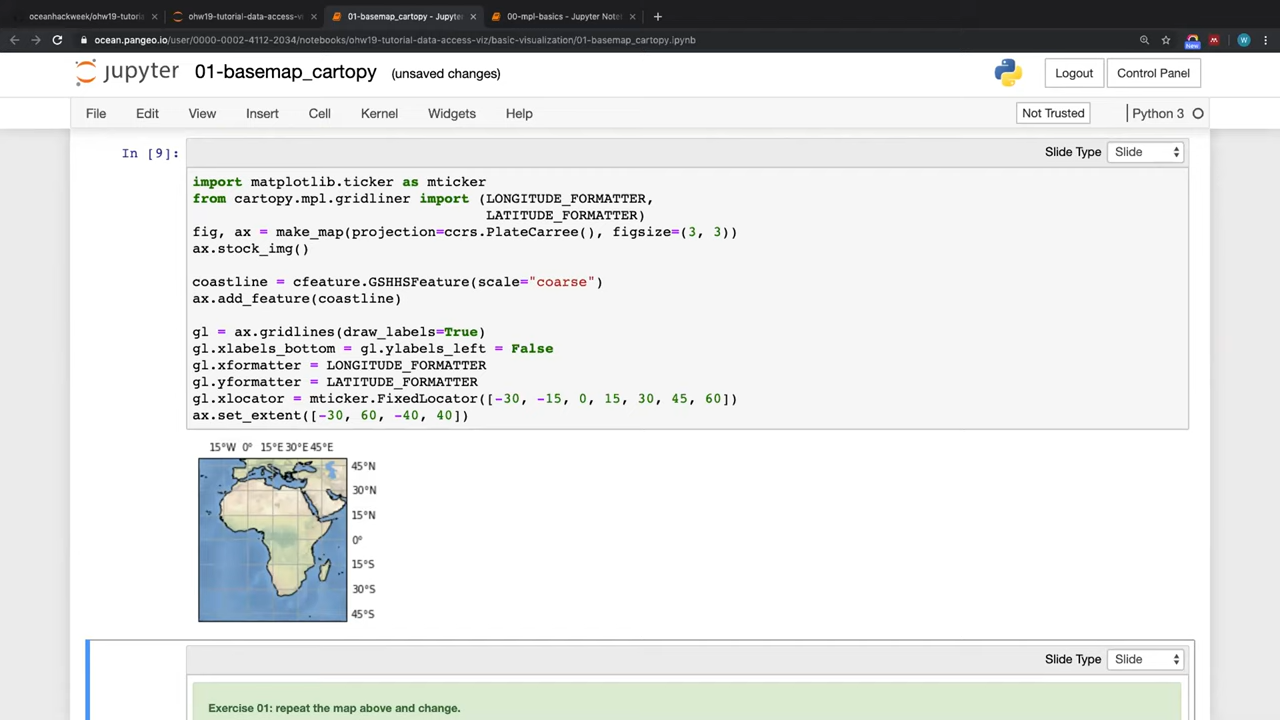 oceanhackweek/ohw19-tutoria
ohw19-tutorial-data-access-vi
01-basemap_cartopy - Jupyte
00-mpl-basics - Jupyter Note
ocean.pangeo.io/user/0000-0002-4112-2034/notebooks/ohw19-tutorial-data-access-viz/basic-visualization/01-basemap_cartopy.ipynb
New
W
jupyter 01-basemap_cartopy (unsaved changes)
Logout
Control Panel
File Edit View Insert Cell Kernel Widgets Help
Not Trusted
Python 3
In [9]:
Slide Type Slide
import matplotlib.ticker as mticker
from cartopy.mpl.gridliner import (LONGITUDE_FORMATTER,
LATITUDE_FORMATTER)
fig, ax = make_map(projection=ccrs.PlateCarree(), figsize=(3, 3))
ax.stock_img()
coastline = cfeature.GSHHSFeature(scale="coarse")
ax.add_feature(coastline)
gl = ax.gridlines(draw_labels=True)
gl.xlabels_bottom = gl.ylabels_left = False
gl.xformatter = LONGITUDE_FORMATTER
gl.yformatter = LATITUDE_FORMATTER
gl.xlocator = mticker.FixedLocator([-30, -15, 0, 15, 30, 45, 60])
ax.set_extent([-30, 60, -40, 40])
15°W 0° 15°E 30°E 45°E
45°N
30°N
15°N
0°
15°S
30°S
45°S
Slide Type Slide
Exercise 01: repeat the map above and change.